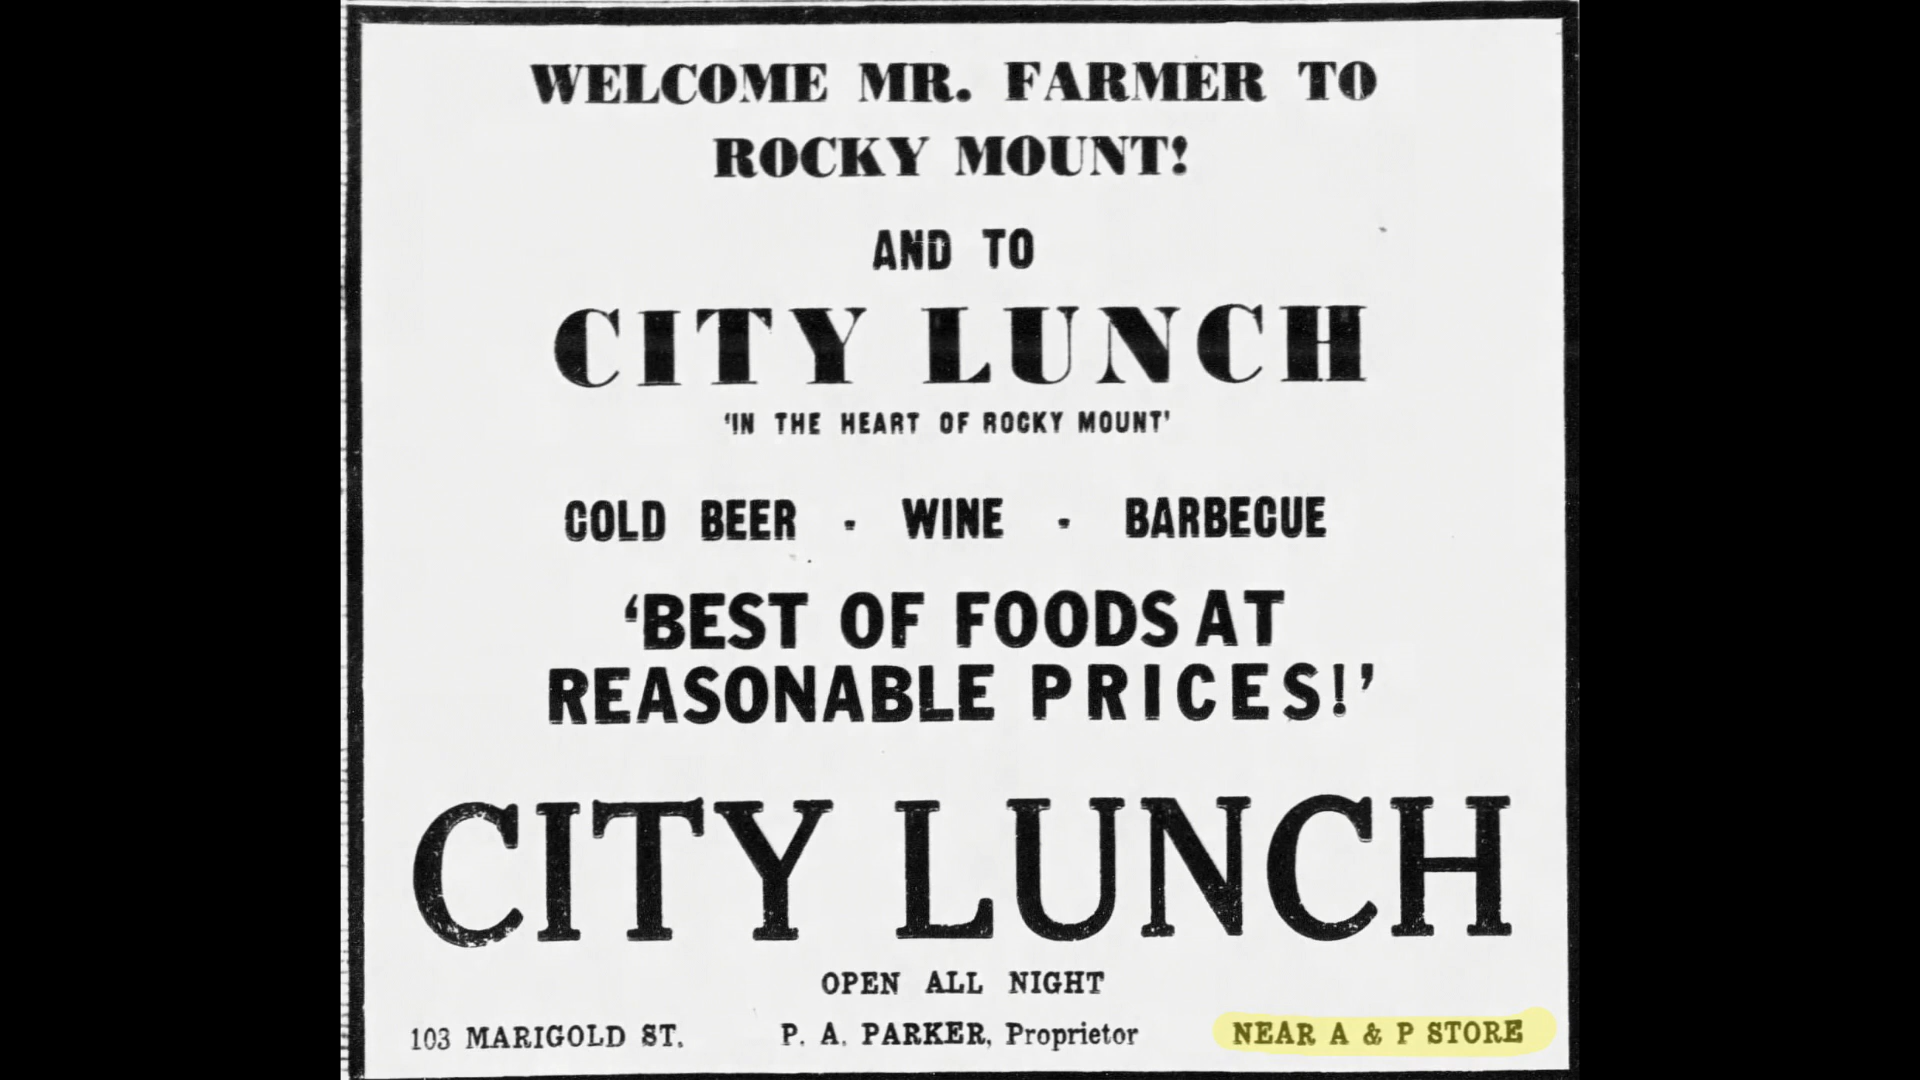 WELCOME MR. FARMER TO
ROCKY MOUNT!
AND TO
CITY LUNCH
'IN THE HEART OF ROCKY MOUNT'
COLD BEER · WINE · BARBECUE
'BEST OF FOODS AT
REASONABLE PRICES!'
CITY LUNCH
OPEN ALL NIGHT
103 MARIGOLD ST. P. A. PARKER, Proprietor NEAR A & P STORE